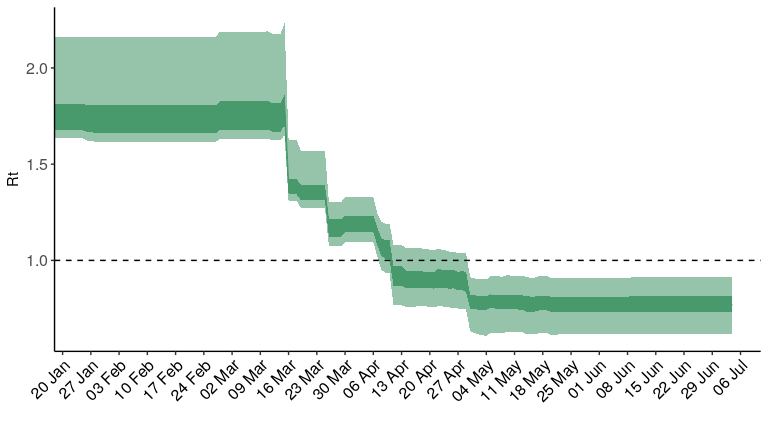 2.0
1.5
1.0
Rt
20 Jan
27 Jan
03 Feb
10 Feb
17 Feb
24 Feb
02 Mar
09 Mar
16 Mar
23 Mar
30 Mar
06 Apr
13 Apr
20 Apr
27 Apr
04 May
11 May
18 May
25 May
01 Jun
08 Jun
15 Jun
22 Jun
29 Jun
06 Jul